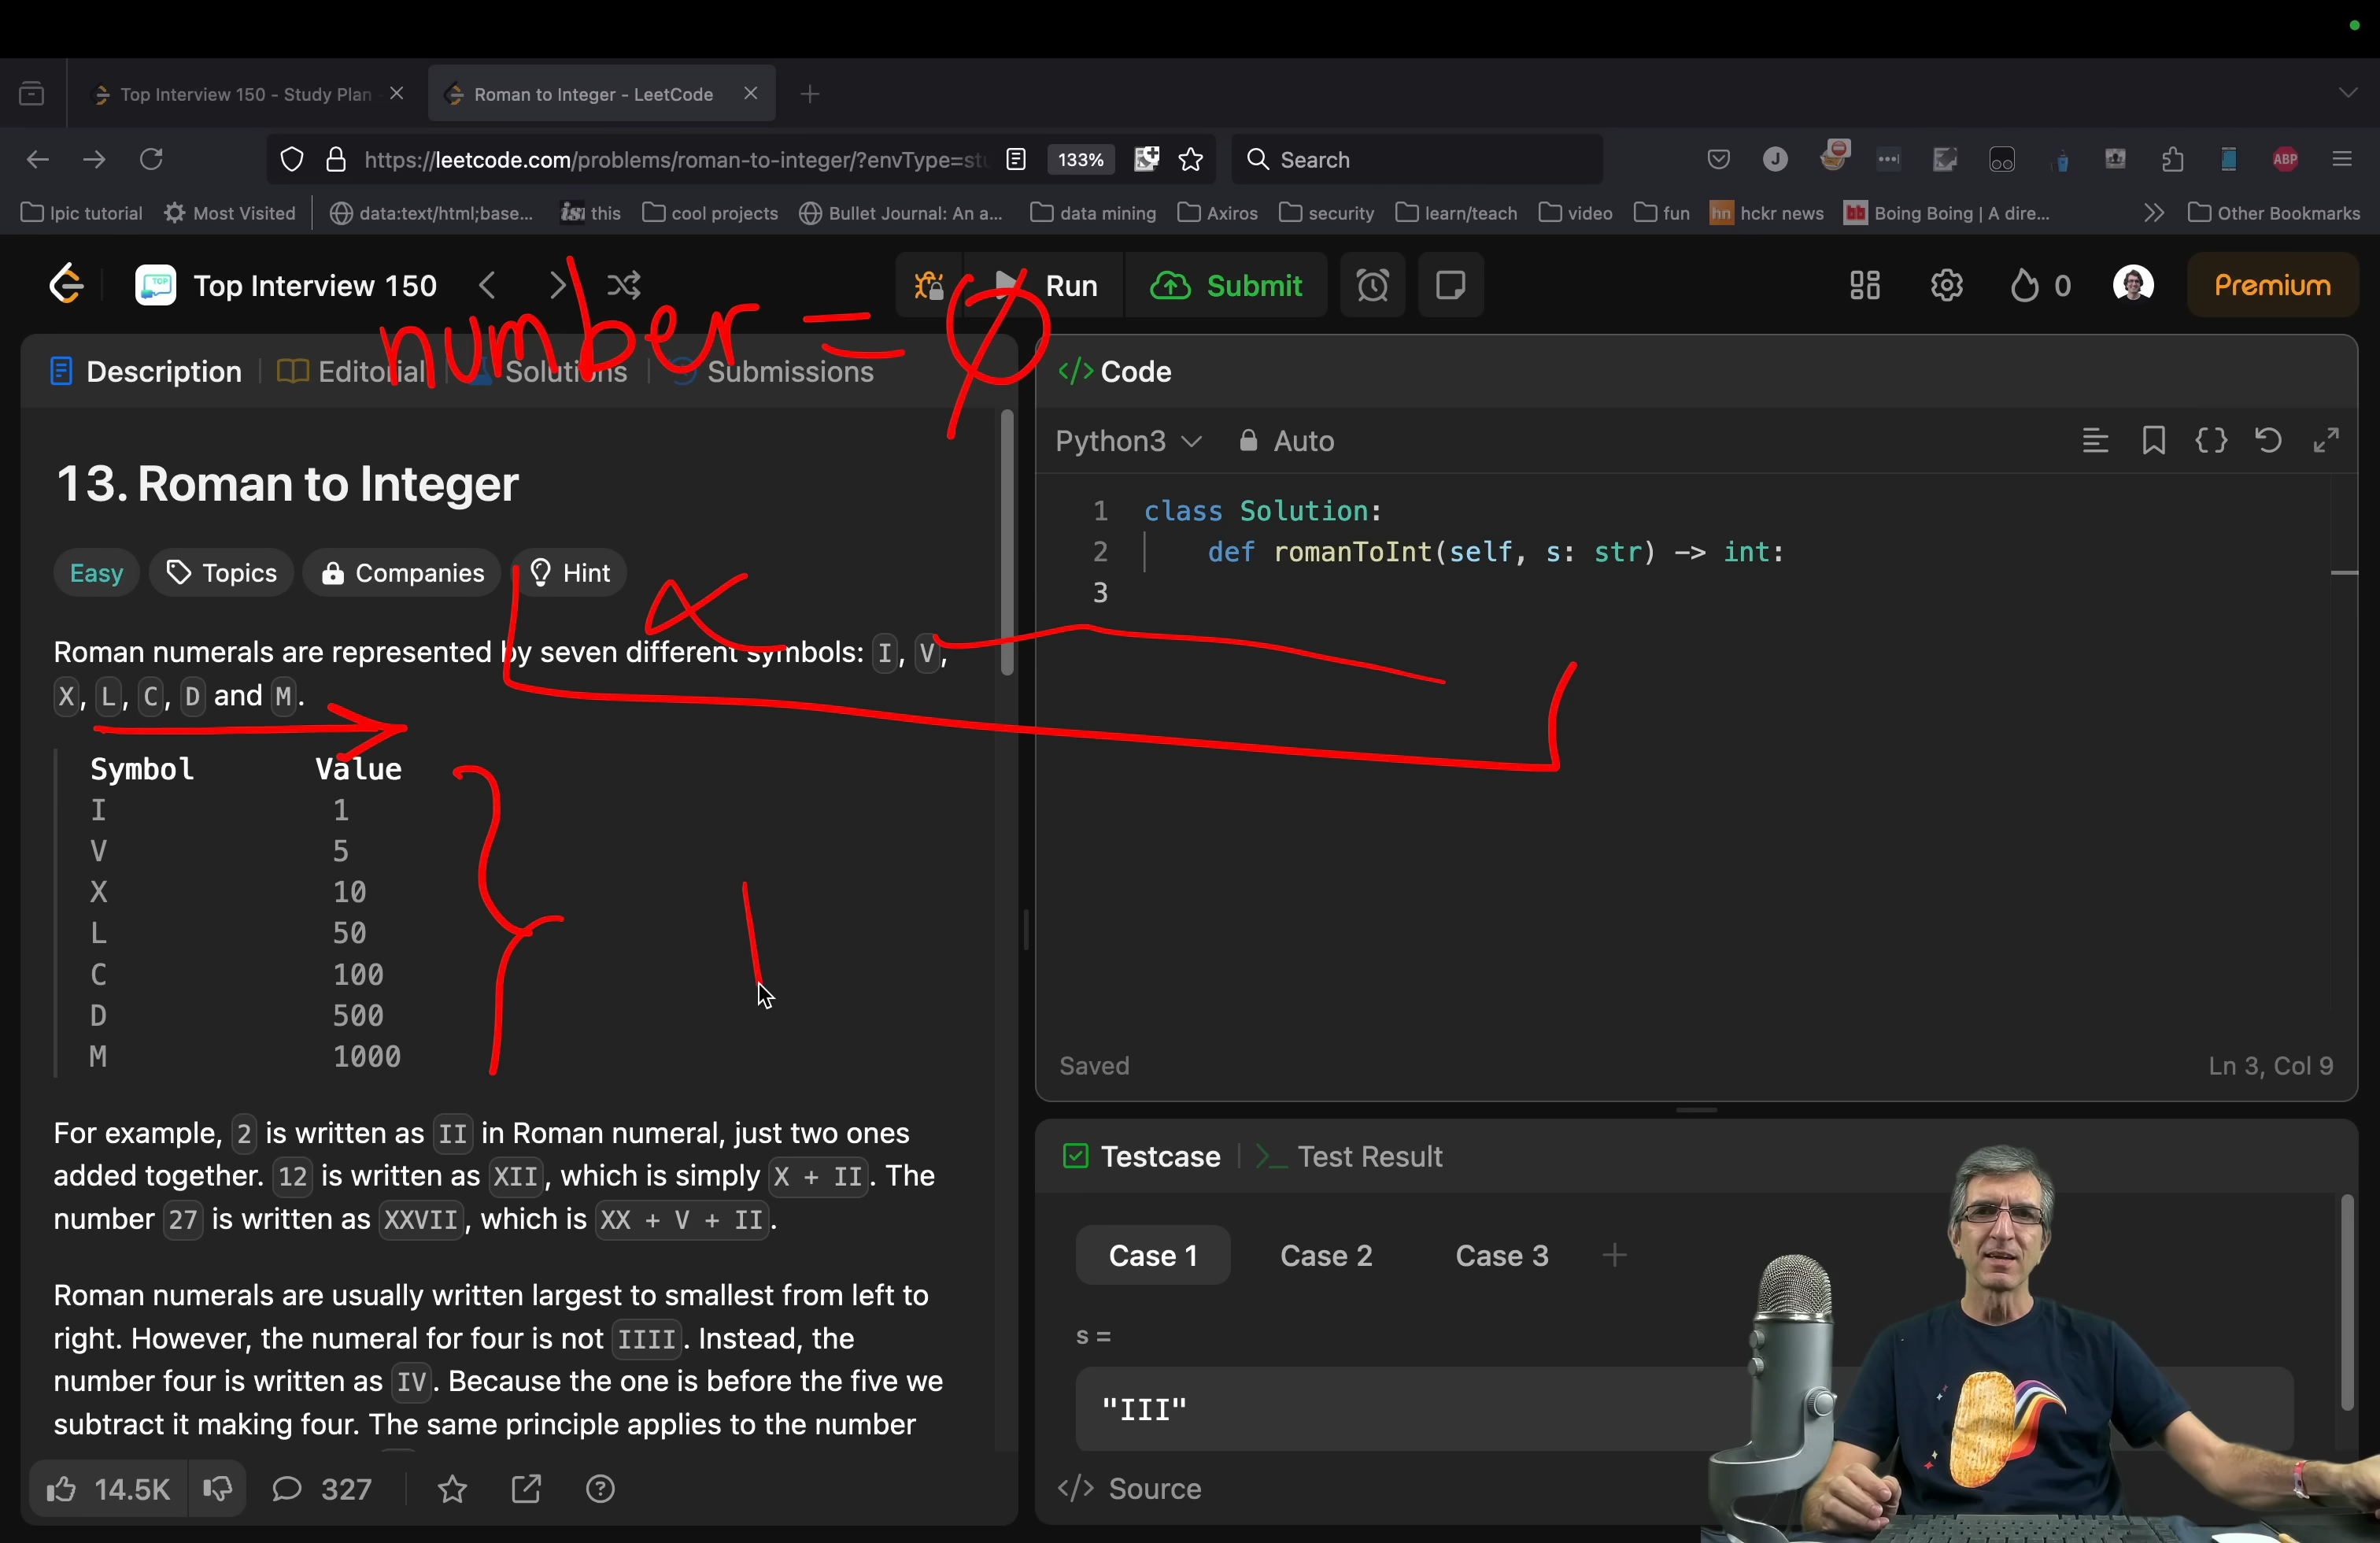 Top Interview 150 - Study Plan
Roman to Integer - LeetCode
https://leetcode.com/problems/roman-to-integer/?envType=stu
133%
Search
J
ABP
lpic tutorial
Most Visited
data:text/html;base...
this
cool projects
Bullet Journal: An a...
data mining
Axiros
security
learn/teach
video
fun
hn hckr news
bb Boing Boing | A dire...
Other Bookmarks
Top Interview 150
Run
Submit
0
Premium
number = 0
Description
Editorial
Solutions
Submissions
Code
Python3
Auto
13. Roman to Integer
Easy
Topics
Companies
Hint
Roman numerals are represented by seven different symbols: I, V,
X, L, C, D and M.
Symbol Value
I 1
V 5
X 10
L 50
C 100
D 500
M 1000
For example, 2 is written as II in Roman numeral, just two ones
added together. 12 is written as XII, which is simply X + II. The
number 27 is written as XXVII, which is XX + V + II.
Roman numerals are usually written largest to smallest from left to
right. However, the numeral for four is not IIII. Instead, the
number four is written as IV. Because the one is before the five we
subtract it making four. The same principle applies to the number
14.5K
327
1 class Solution:
2 def romanToInt(self, s: str) -> int:
3
Saved
Ln 3, Col 9
Testcase
Test Result
Case 1
Case 2
Case 3
s =
"III"
Source